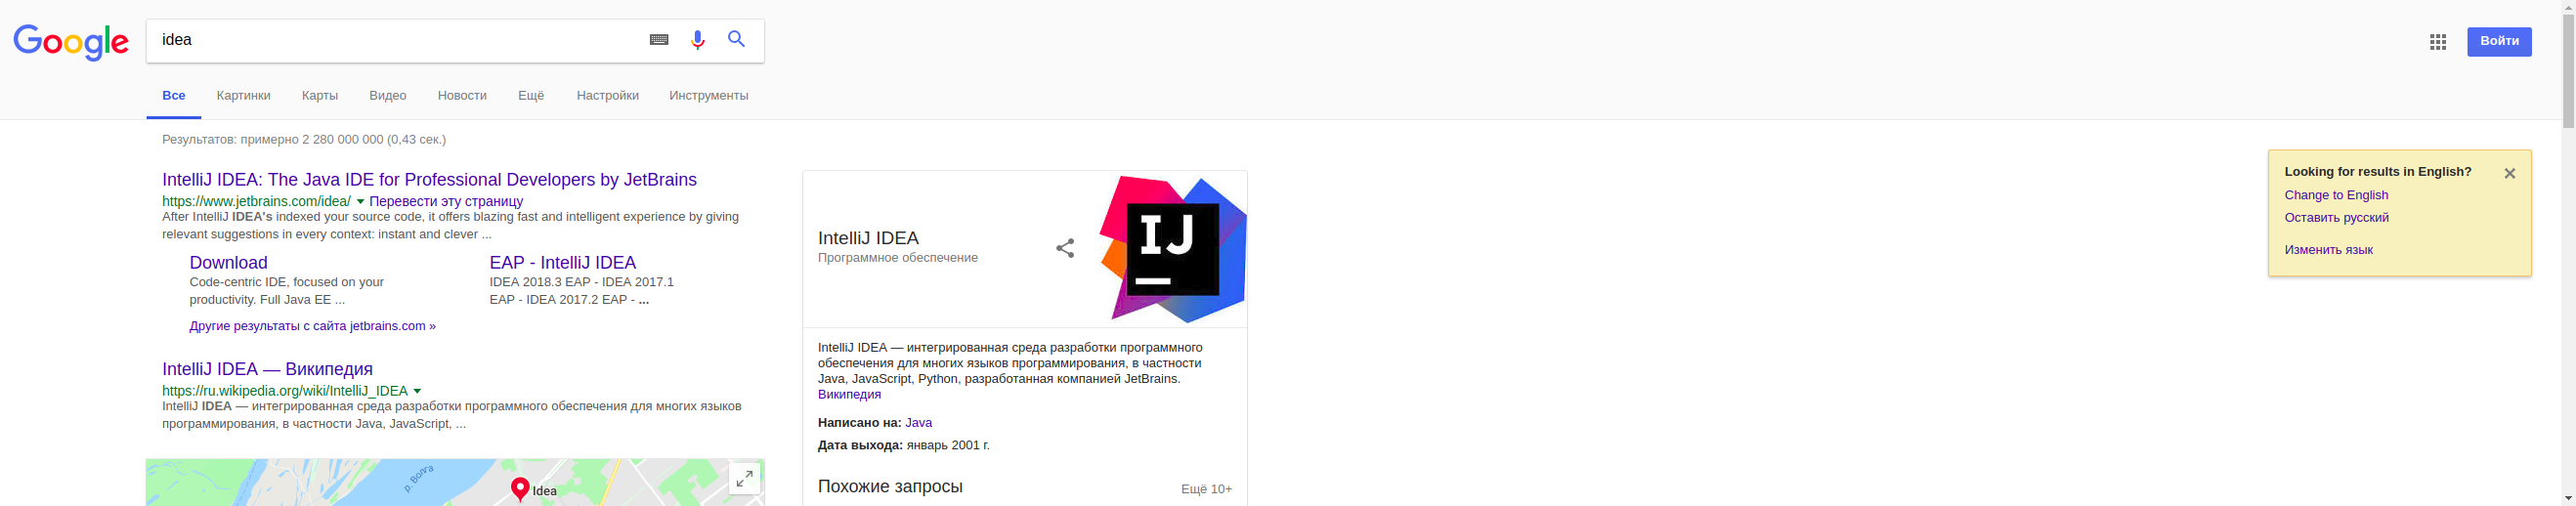 Google
idea
Войти
Все Картинки Карты Видео Новости Ещё Настройки Инструменты
Результатов: примерно 2 280 000 000 (0,43 сек.)
IntelliJ IDEA: The Java IDE for Professional Developers by JetBrains
https://www.jetbrains.com/idea/ Перевести эту страницу
After IntelliJ IDEA's indexed your source code, it offers blazing fast and intelligent experience by giving
relevant suggestions in every context: instant and clever ...
Download
Code-centric IDE, focused on your
productivity. Full Java EE ...
EAP - IntelliJ IDEA
IDEA 2018.3 EAP - IDEA 2017.1
EAP - IDEA 2017.2 EAP - ...
Другие результаты с сайта jetbrains.com »
IntelliJ IDEA — Википедия
https://ru.wikipedia.org/wiki/IntelliJ_IDEA
IntelliJ IDEA — интегрированная среда разработки программного обеспечения для многих языков
программирования, в частности Java, JavaScript, ...
р. Волга
Idea
IntelliJ IDEA
Программное обеспечение
IJ
IntelliJ IDEA — интегрированная среда разработки программного
обеспечения для многих языков программирования, в частности
Java, JavaScript, Python, разработанная компанией JetBrains.
Википедия
Написано на: Java
Дата выхода: январь 2001 г.
Похожие запросы
Ещё 10+
Looking for results in English?
Change to English
Оставить русский
Изменить язык